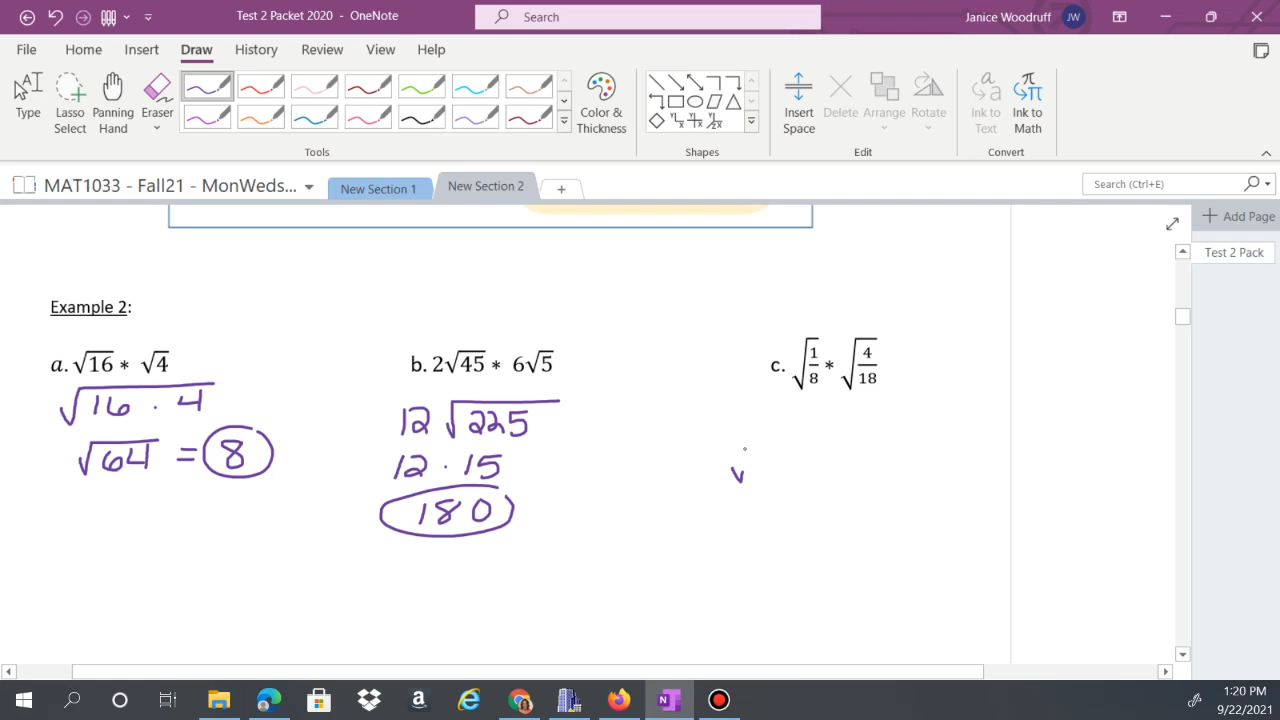 Test 2 Packet 2020 - OneNote
Search
Janice Woodruff JW
File Home Insert Draw History Review View Help
Type
Lasso Select
Panning Hand
Eraser
Color & Thickness
Insert Space
Delete
Arrange
Rotate
Ink to Text
Ink to Math
Tools
Shapes
Edit
Convert
MAT1033 - Fall21 - MonWeds...
New Section 1
New Section 2
Search (Ctrl+E)
Add Page
Test 2 Pack
Example 2:
a. √16 * √4
√16 · 4
√64 = 8
b. 2√45 * 6√5
12 √225
12 · 15
180
c. √1/8 * √4/18
1:20 PM
9/22/2021